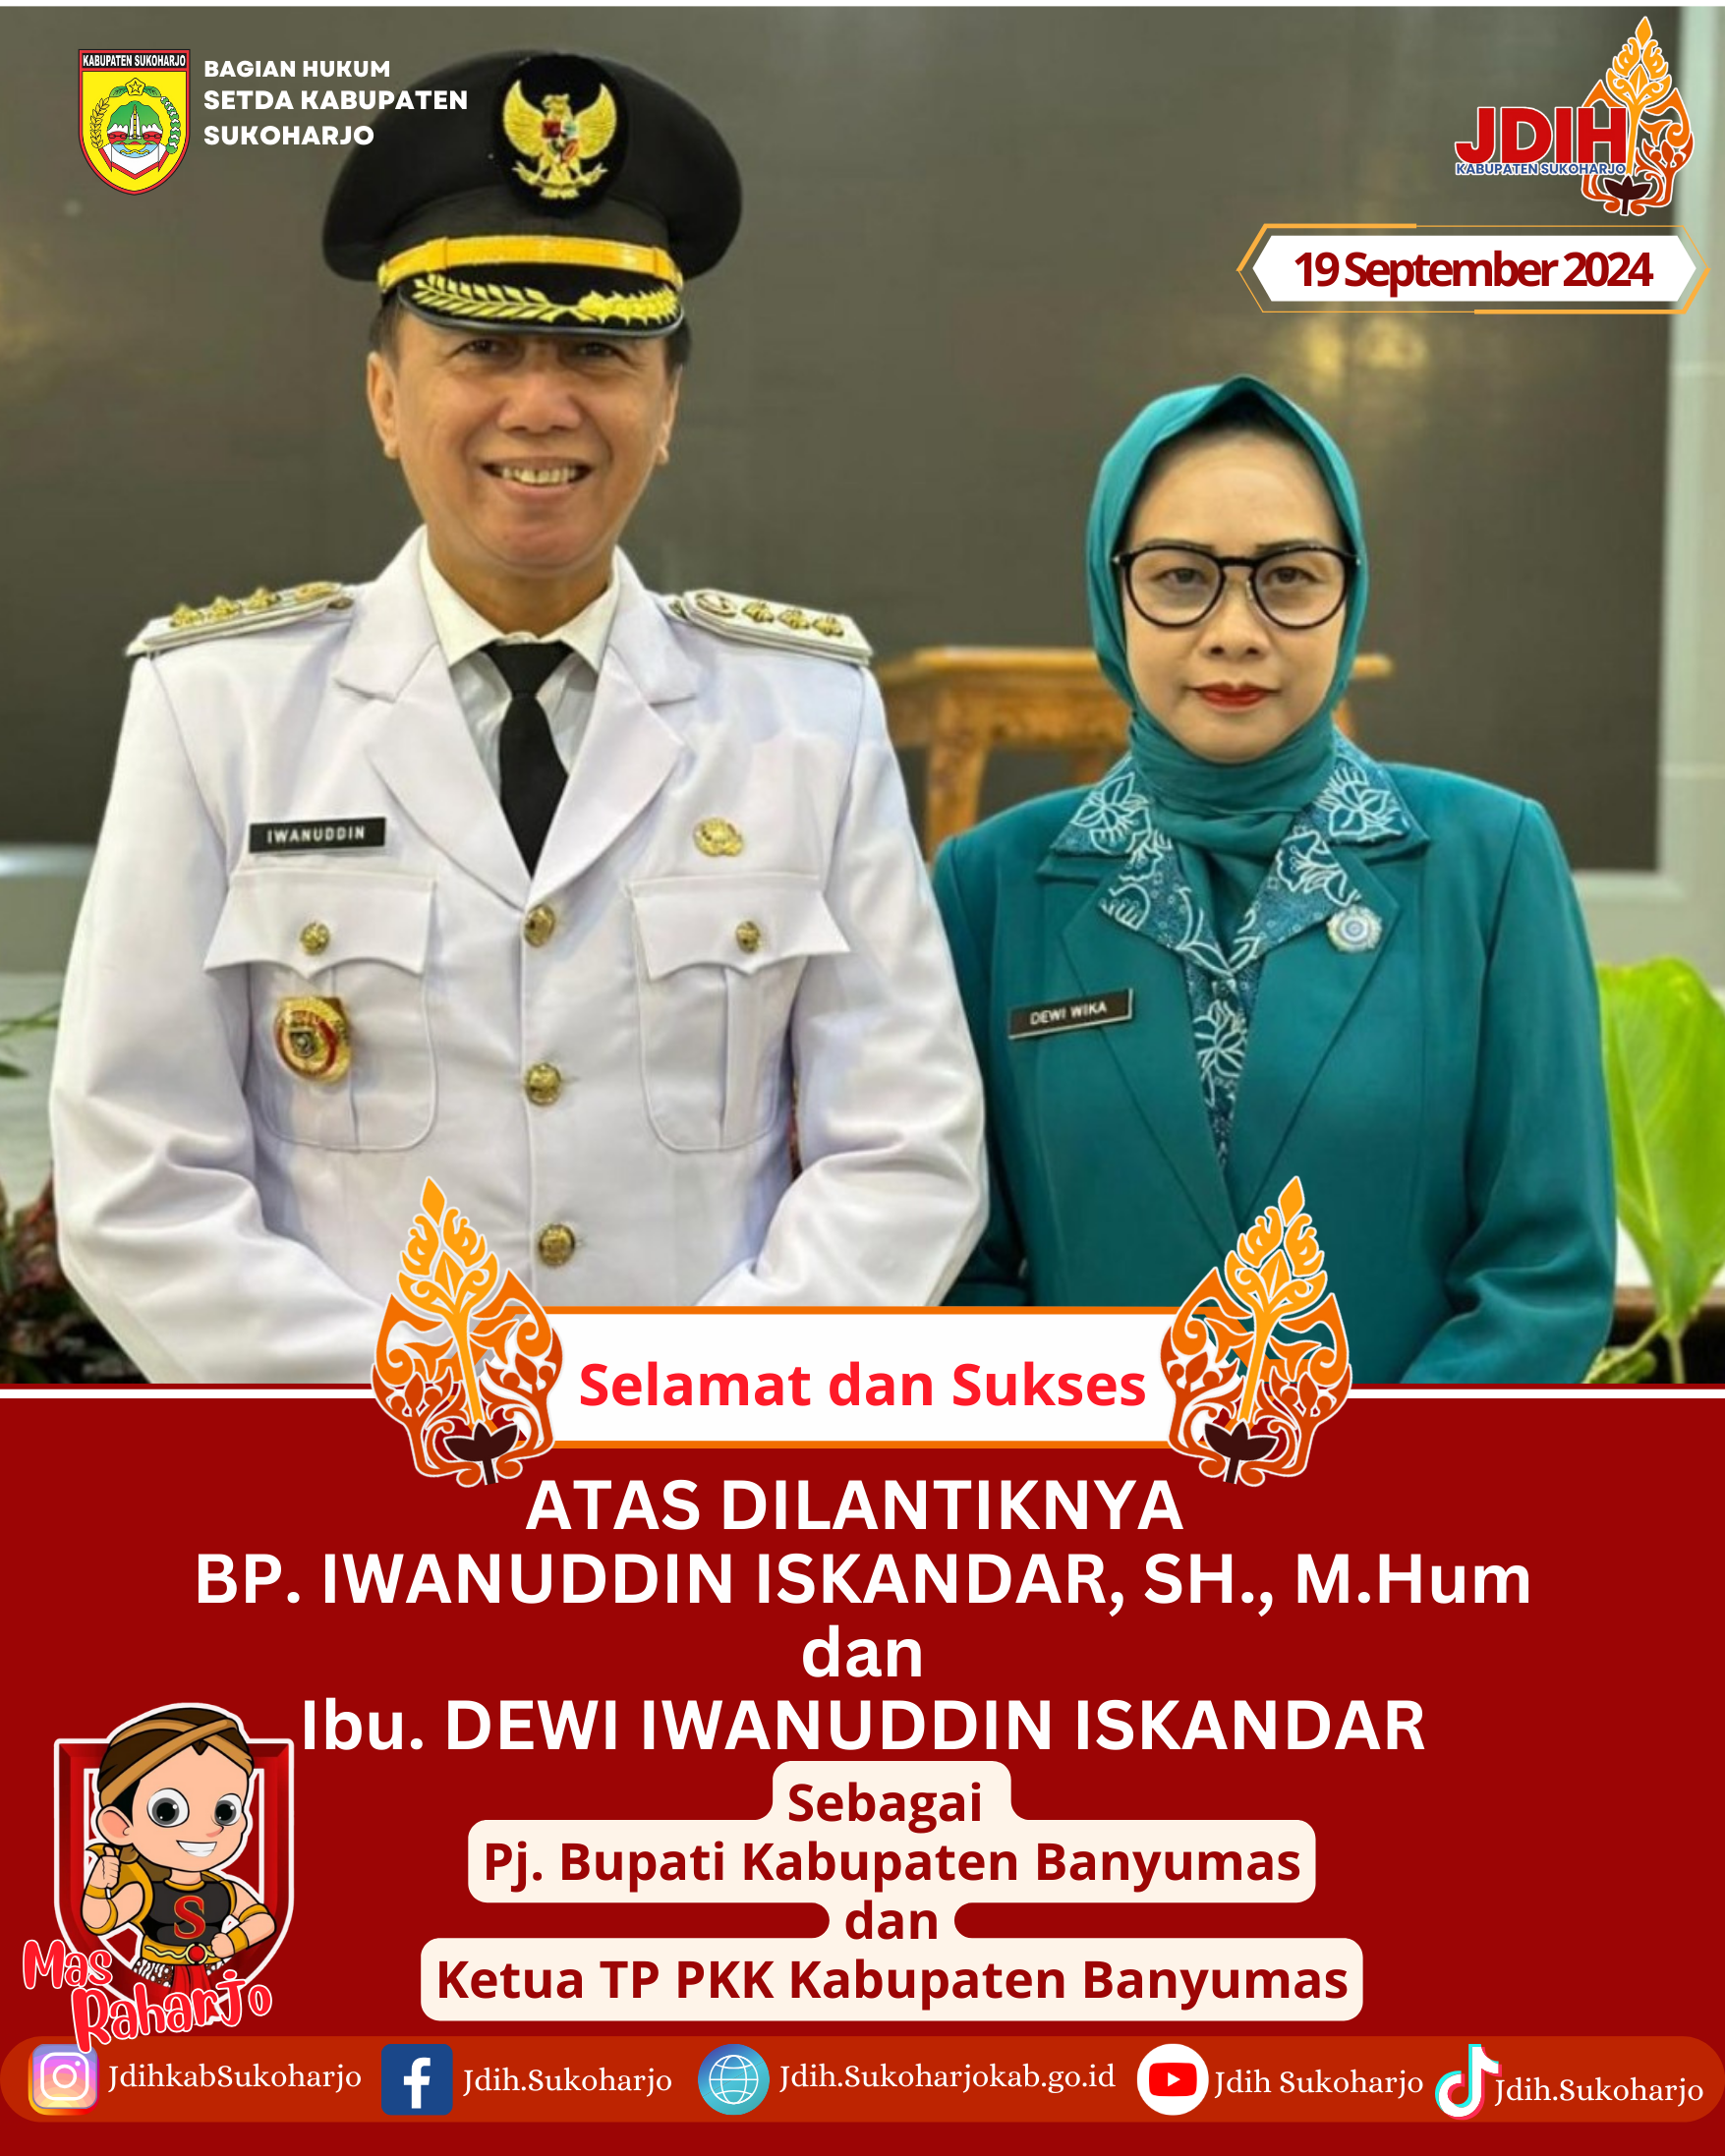 KABUPATEN SUKOHARJO
BAGIAN HUKUM
SETDA KABUPATEN
SUKOHARJO
JDIH
KABUPATEN SUKOHARJO
19 September 2024
IWANUDDIN
DEWI WIKA
Selamat dan Sukses
ATAS DILANTIKNYA
BP. IWANUDDIN ISKANDAR, SH., M.Hum
dan
Ibu. DEWI IWANUDDIN ISKANDAR
Sebagai
Pj. Bupati Kabupaten Banyumas
dan
Ketua TP PKK Kabupaten Banyumas
S
Mas
Raharjo
JdihkabSukoharjo
Jdih.Sukoharjo
Jdih.Sukoharjokab.go.id
Jdih Sukoharjo
Jdih.Sukoharjo